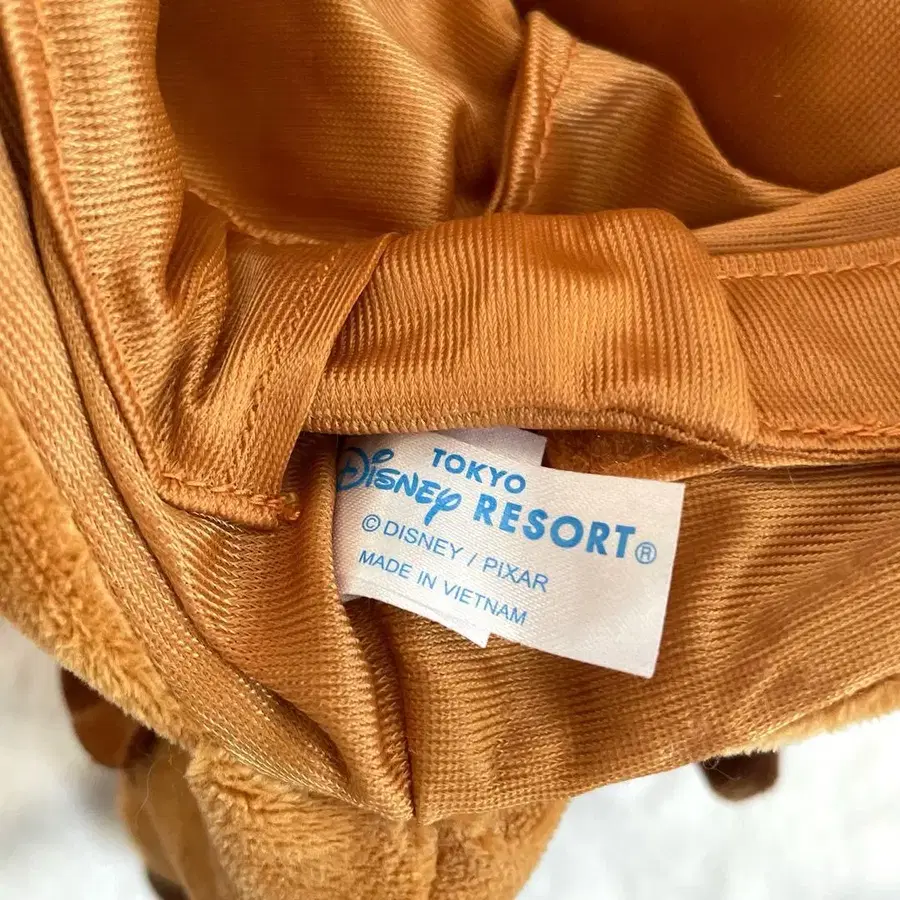 TOKYO
Disney RESORT®
© DISNEY / PIXAR
MADE IN VIETNAM